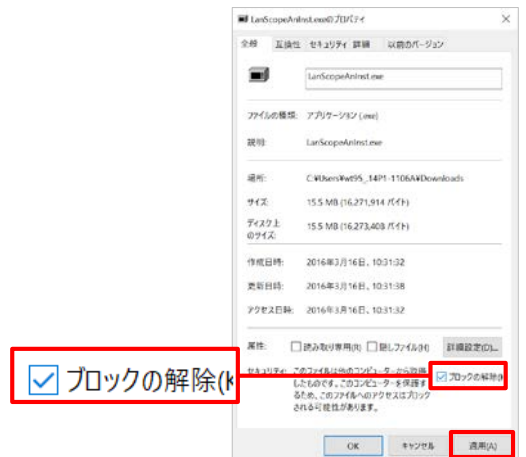 LanScopeAnInst.exeのプロパティ
全般 互換性 セキュリティ 詳細 以前のバージョン
LanScopeAnInst.exe
ファイルの種類: アプリケーション (.exe)
説明: LanScopeAnInst.exe
場所: C:¥Users¥wt95_.14P1-1106A¥Downloads
サイズ: 15.5 MB (16,271,914 バイト)
ディスク上
のサイズ: 15.5 MB (16,273,408 バイト)
作成日時: 2016年3月16日、10:31:32
更新日時: 2016年3月16日、10:31:38
アクセス日時: 2016年3月16日、10:31:32
属性: 読み取り専用(R) 隠しファイル(H) 詳細設定(D)...
セキュリティ: このファイルは他のコンピューターから取得
したものです。このコンピューターを保護す
るため、このファイルへのアクセスはブロック
される可能性があります。
ブロックの解除(K
ブロックの解除(K
OK キャンセル 適用(A)